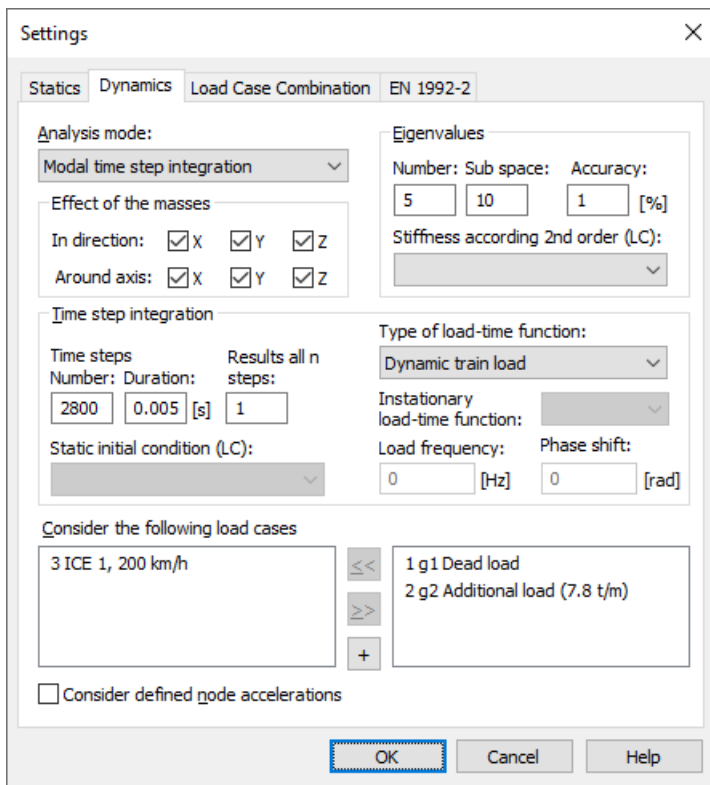 Settings
Statics Dynamics Load Case Combination EN 1992-2
Analysis mode:
Modal time step integration
Effect of the masses
In direction: X Y Z
Around axis: X Y Z
Eigenvalues
Number: Sub space: Accuracy:
5 10 1 [%]
Stiffness according 2nd order (LC):
Time step integration
Time steps
Number: Duration:
Results all n
steps:
2800 0.005 [s] 1
Static initial condition (LC):
Type of load-time function:
Dynamic train load
Instationary
load-time function:
Load frequency: Phase shift:
0 [Hz] 0 [rad]
Consider the following load cases
3 ICE 1, 200 km/h
<<
>>
+
1 g1 Dead load
2 g2 Additional load (7.8 t/m)
Consider defined node accelerations
OK Cancel Help